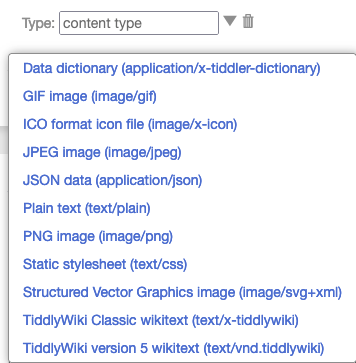 Type: content type
Data dictionary (application/x-tiddler-dictionary)
GIF image (image/gif)
ICO format icon file (image/x-icon)
JPEG image (image/jpeg)
JSON data (application/json)
Plain text (text/plain)
PNG image (image/png)
Static stylesheet (text/css)
Structured Vector Graphics image (image/svg+xml)
TiddlyWiki Classic wikitext (text/x-tiddlywiki)
TiddlyWiki version 5 wikitext (text/vnd.tiddlywiki)